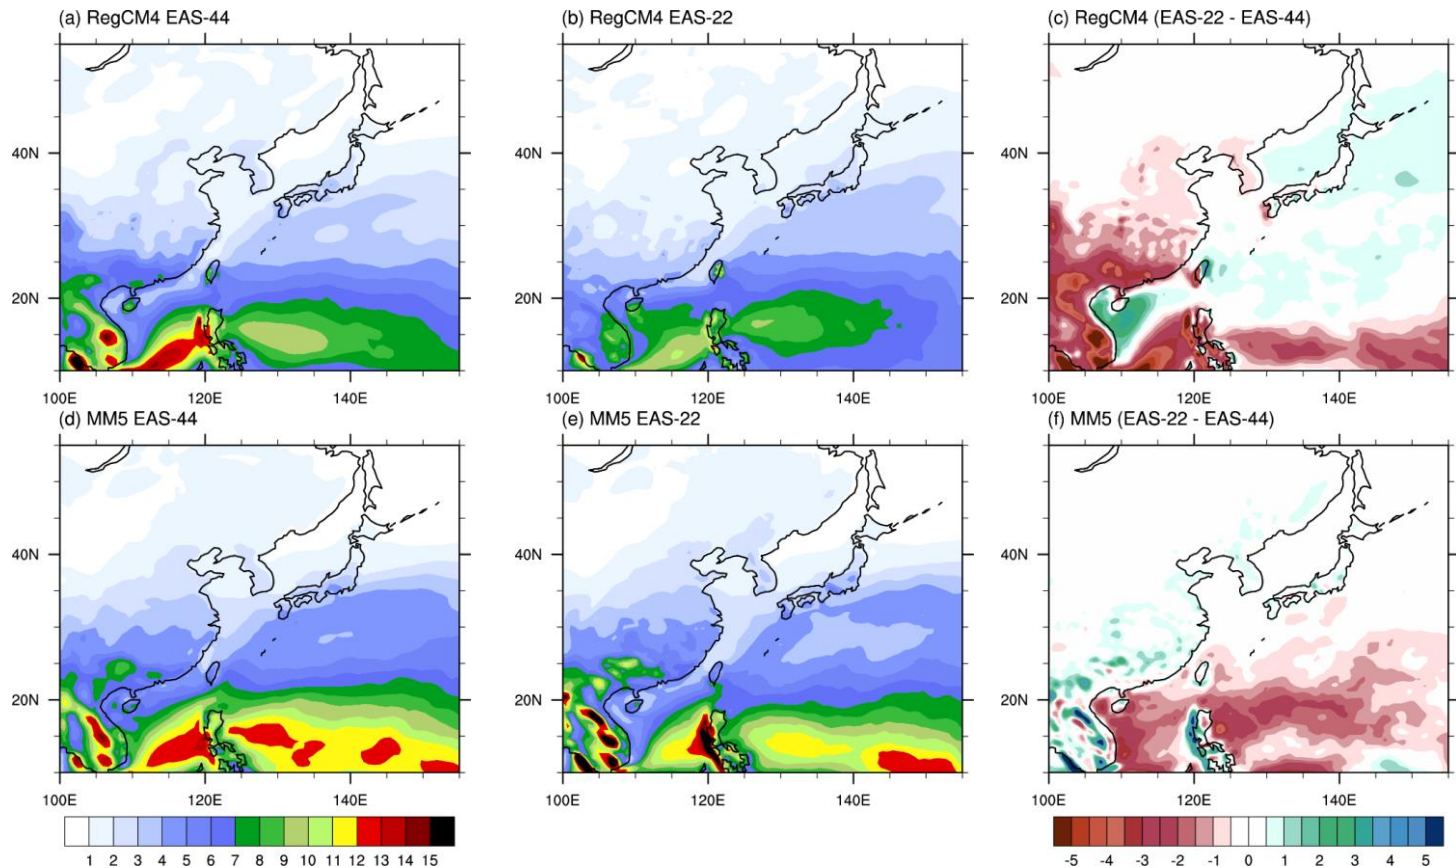 (a) RegCM4 EAS-44
(b) RegCM4 EAS-22
(c) RegCM4 (EAS-22 - EAS-44)
40N 40N 40N
20N 20N 20N
100E 120E 140E 100E 120E 140E 100E 120E 140E
(d) MM5 EAS-44
(e) MM5 EAS-22
(f) MM5 (EAS-22 - EAS-44)
40N 40N 40N
20N 20N 20N
100E 120E 140E 100E 120E 140E 100E 120E 140E
1 2 3 4 5 6 7 8 9 10 11 12 13 14 15
-5 -4 -3 -2 -1 0 1 2 3 4 5